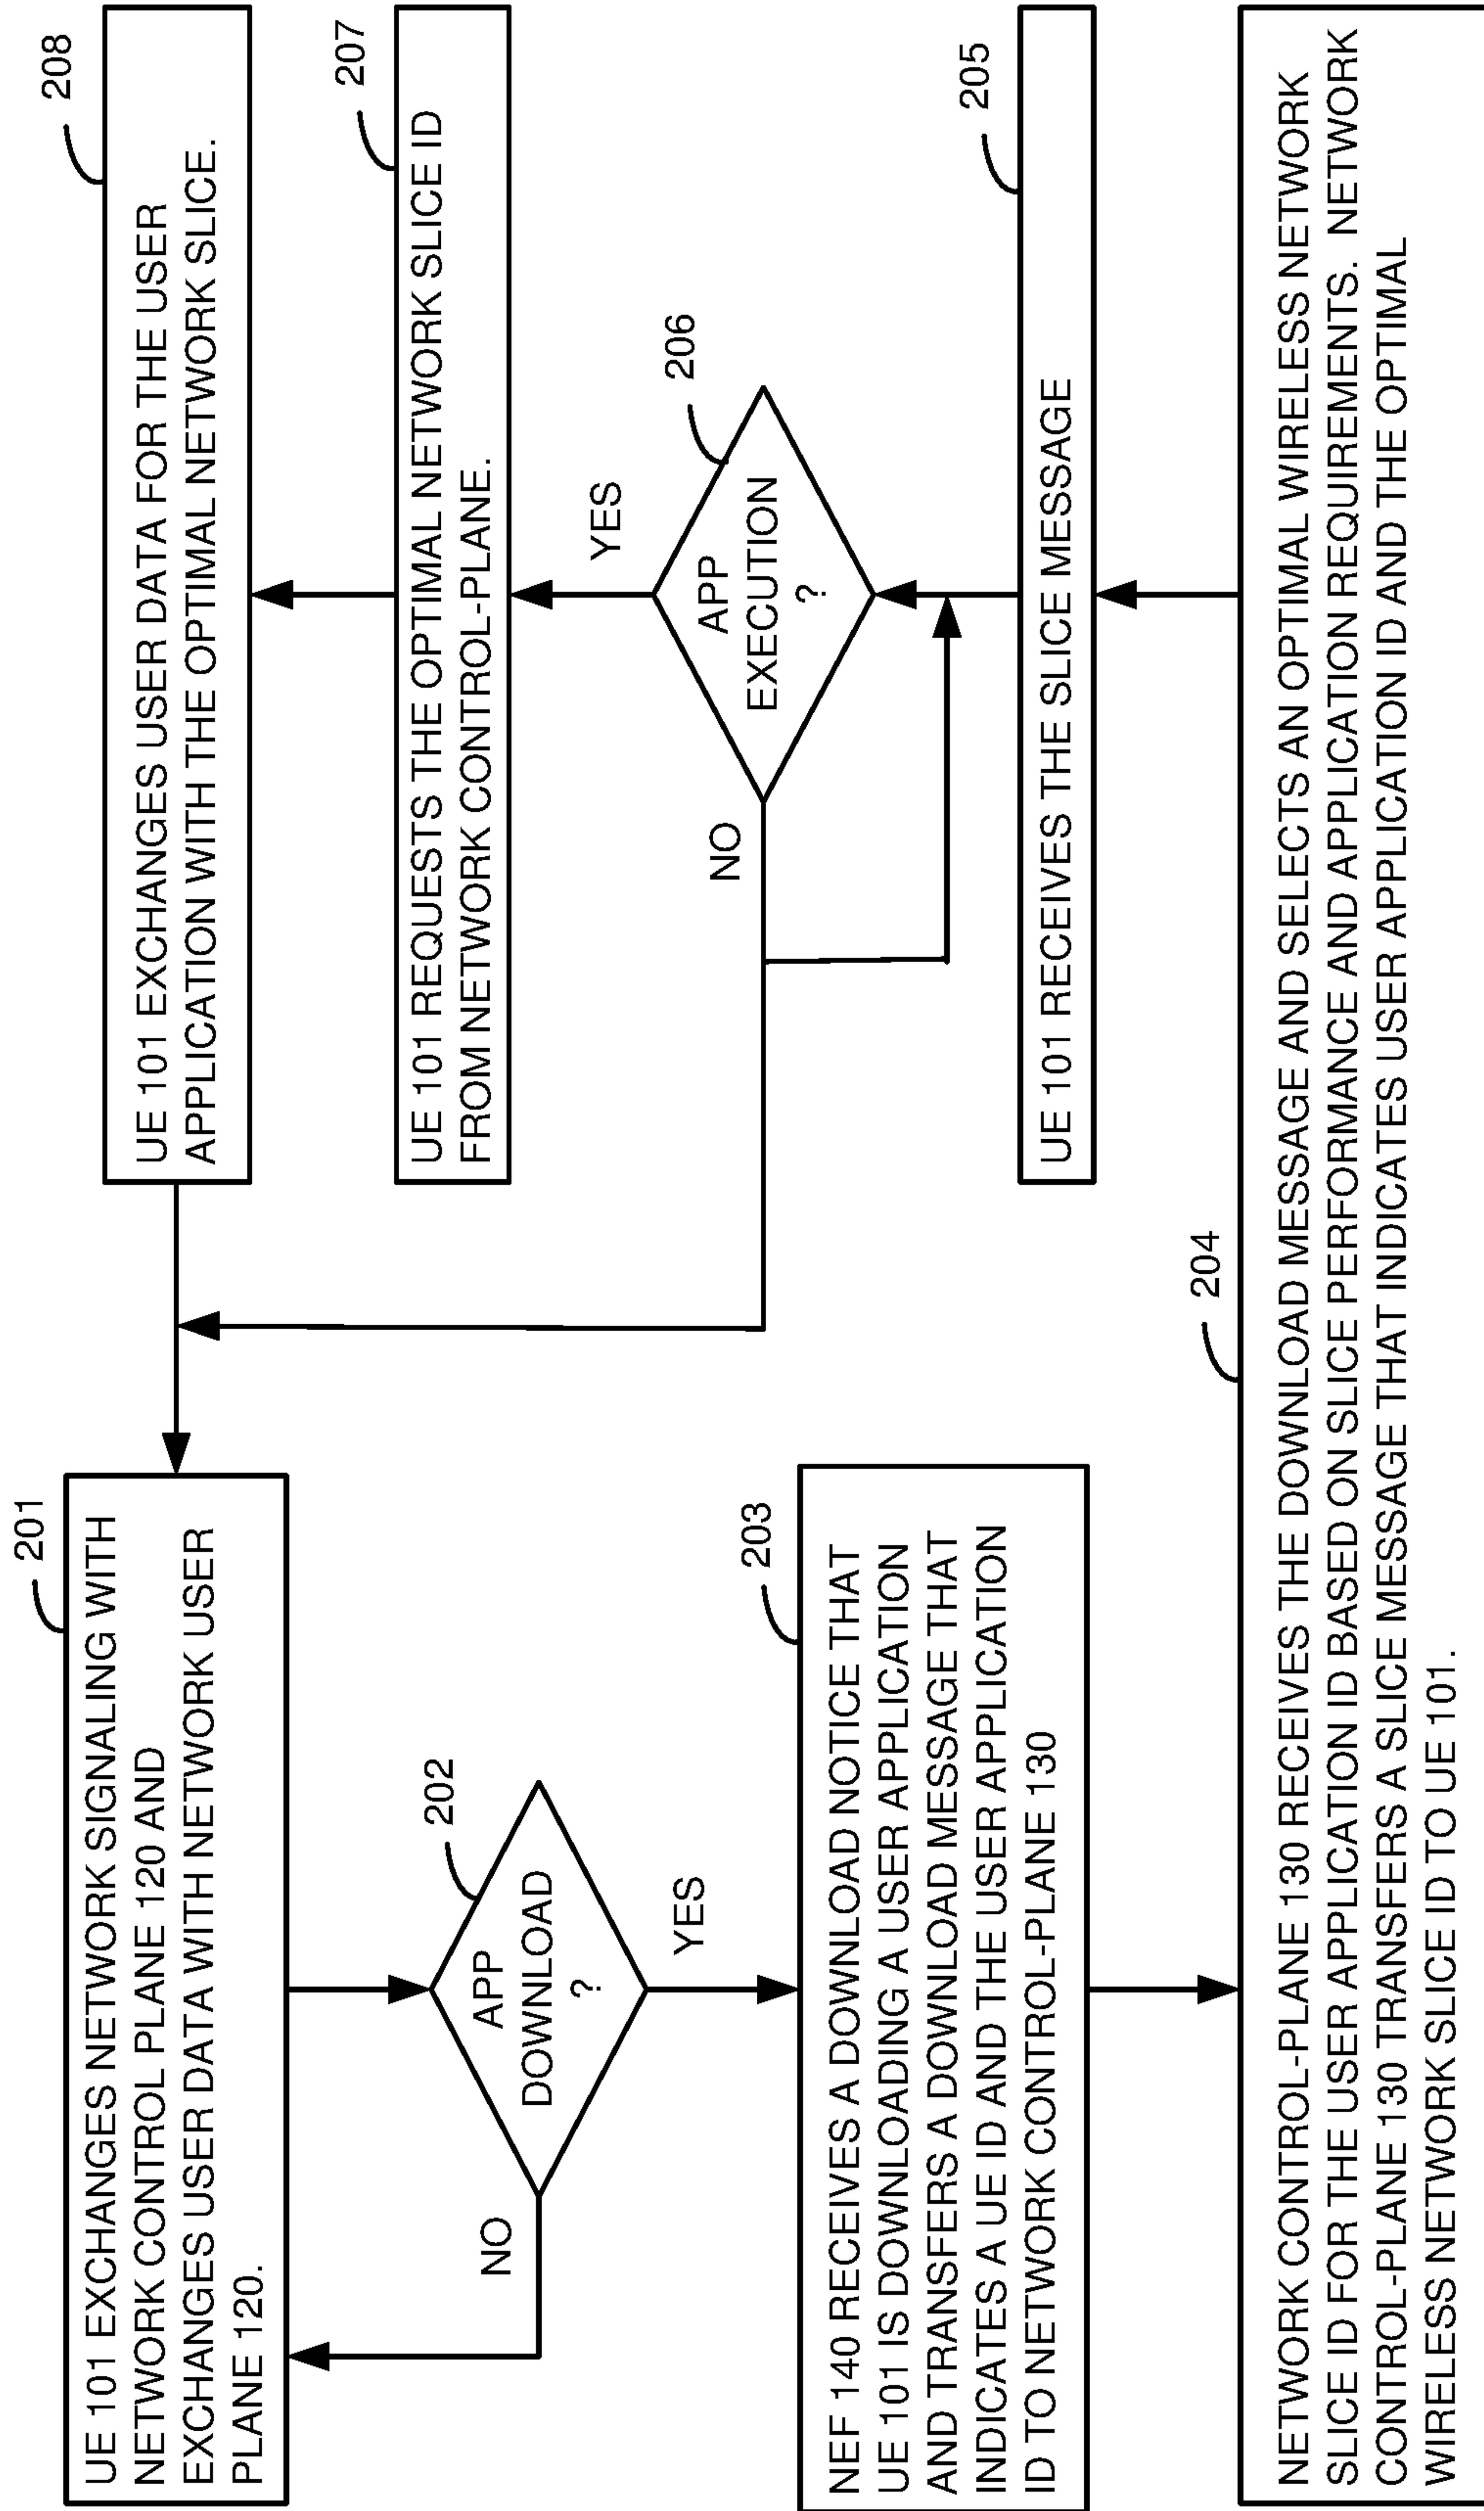 201
UE 101 EXCHANGES NETWORK SIGNALING WITH
NETWORK CONTROL PLANE 120 AND
EXCHANGES USER DATA WITH NETWORK USER
PLANE 120.
202
APP
DOWNLOAD
?
NO
YES
203
NEF 140 RECEIVES A DOWNLOAD NOTICE THAT
UE 101 IS DOWNLOADING A USER APPLICATION
AND TRANSFERS A DOWNLOAD MESSAGE THAT
INDICATES A UE ID AND THE USER APPLICATION
ID TO NETWORK CONTROL-PLANE 130
204
NETWORK CONTROL-PLANE 130 RECEIVES THE DOWNLOAD MESSAGE AND SELECTS AN OPTIMAL WIRELESS NETWORK
SLICE ID FOR THE USER APPLICATION ID BASED ON SLICE PERFORMANCE AND APPLICATION REQUIREMENTS. NETWORK
CONTROL-PLANE 130 TRANSFERS A SLICE MESSAGE THAT INDICATES USER APPLICATION ID AND THE OPTIMAL
WIRELESS NETWORK SLICE ID TO UE 101.
205
UE 101 RECEIVES THE SLICE MESSAGE
206
APP
EXECUTION
?
NO
YES
207
UE 101 REQUESTS THE OPTIMAL NETWORK SLICE ID
FROM NETWORK CONTROL-PLANE.
208
UE 101 EXCHANGES USER DATA FOR THE USER
APPLICATION WITH THE OPTIMAL NETWORK SLICE.